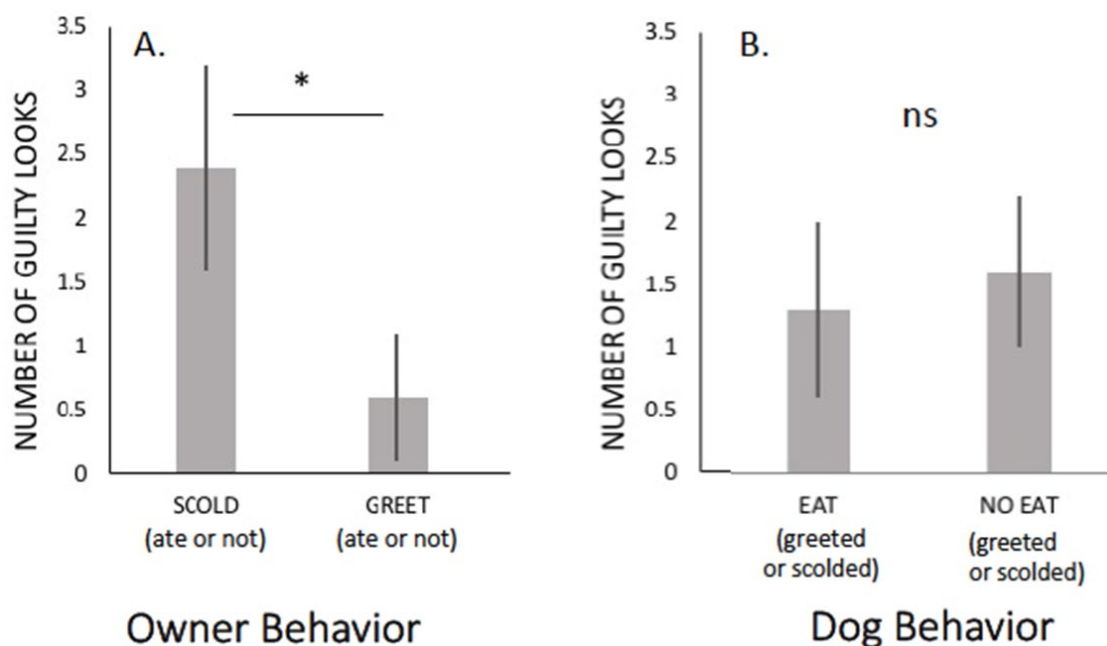 A.
NUMBER OF GUILTY LOOKS
3.5
3
2.5
2
1.5
1
0.5
0
*
SCOLD
(ate or not)
GREET
(ate or not)
Owner Behavior
B.
NUMBER OF GUILTY LOOKS
3.5
3
2.5
2
1.5
1
0.5
0
ns
EAT
(greeted
or scolded)
NO EAT
(greeted
or scolded)
Dog Behavior